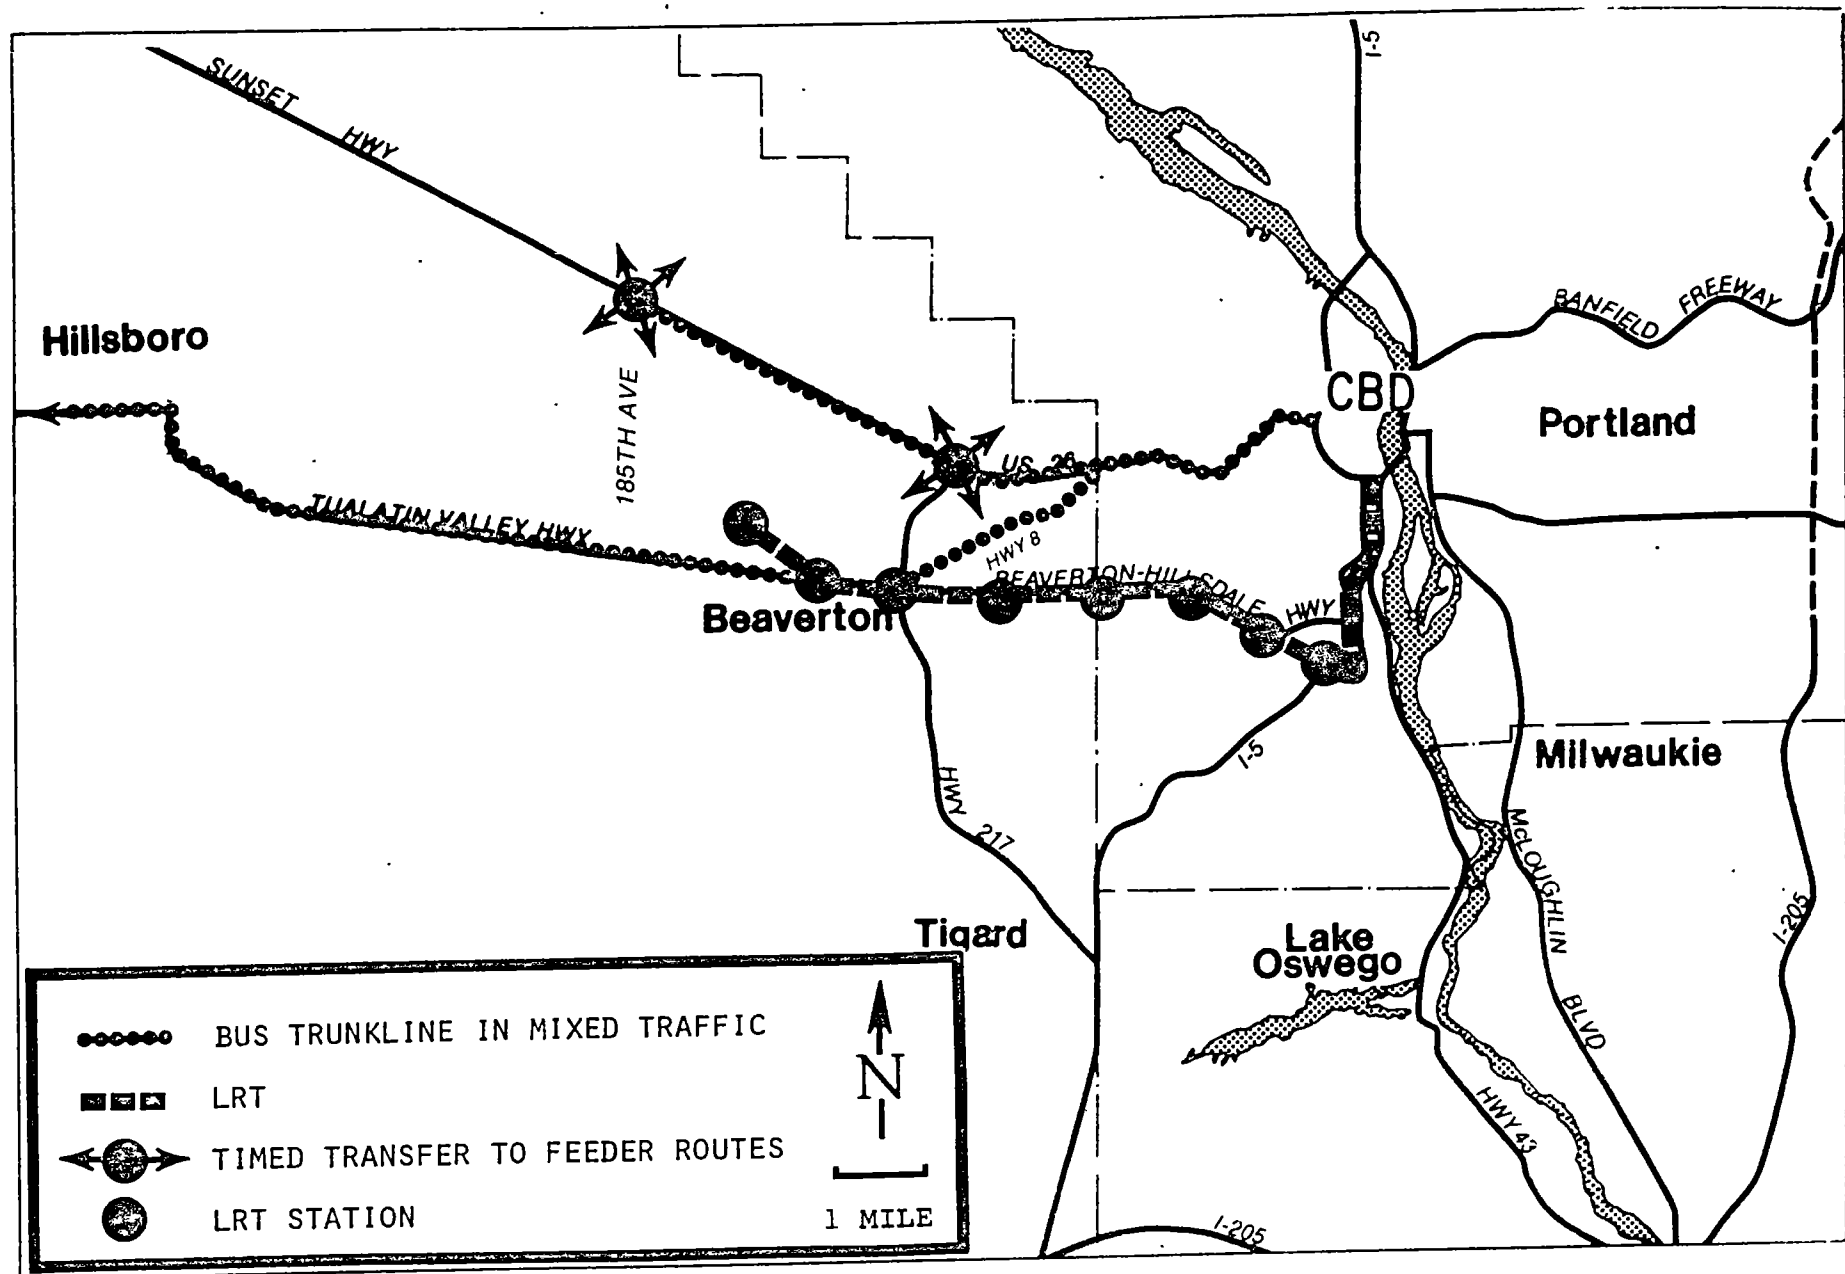 I-5
SUNSET HWY
BANFIELD FREEWAY
Hillsboro
185TH AVE
CBD
Portland
US 26
TUALATIN VALLEY HWY
HWY 8
BEAVERTON-HILLSDALE HWY
Beaverton
I-5
Milwaukie
HWY 217
McLOUGHLIN BLVD
I-205
Tigard
Lake
Oswego
HWY 43
I-205
BUS TRUNKLINE IN MIXED TRAFFIC
LRT
TIMED TRANSFER TO FEEDER ROUTES
LRT STATION
N
1 MILE